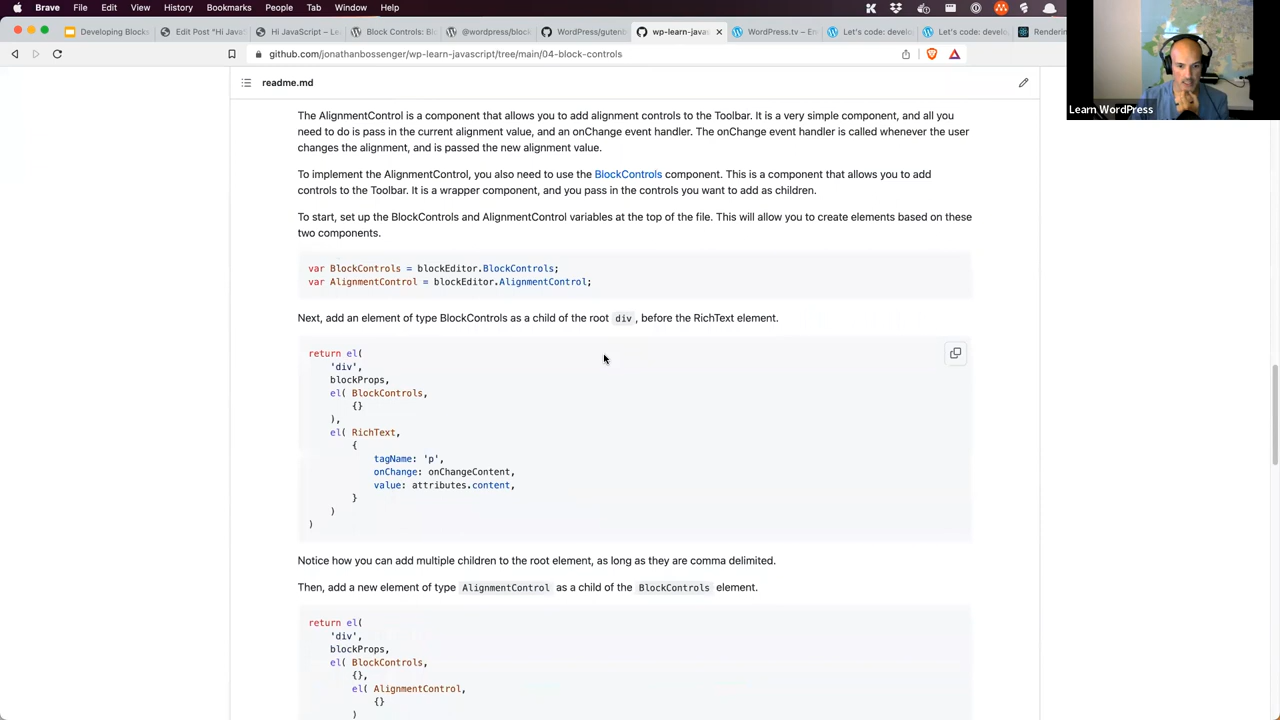 Brave File Edit View History Bookmarks People Tab Window Help
Developing Blocks
Edit Post "Hi Java
Hi JavaScript – Le
Block Controls: Bl
@wordpress/block
WordPress/gutenb
wp-learn-javas
WordPress.tv – En
Let's code: develo
Let's code: develo
Renderin
github.com/jonathanbossenger/wp-learn-javascript/tree/main/04-block-controls
Learn WordPress
readme.md
The AlignmentControl is a component that allows you to add alignment controls to the Toolbar. It is a very simple component, and all you
need to do is pass in the current alignment value, and an onChange event handler. The onChange event handler is called whenever the user
changes the alignment, and is passed the new alignment value.
To implement the AlignmentControl, you also need to use the BlockControls component. This is a component that allows you to add
controls to the Toolbar. It is a wrapper component, and you pass in the controls you want to add as children.
To start, set up the BlockControls and AlignmentControl variables at the top of the file. This will allow you to create elements based on these
two components.
var BlockControls = blockEditor.BlockControls;
var AlignmentControl = blockEditor.AlignmentControl;
Next, add an element of type BlockControls as a child of the root div, before the RichText element.
return el(
'div',
blockProps,
el( BlockControls,
{}
),
el( RichText,
{
tagName: 'p',
onChange: onChangeContent,
value: attributes.content,
}
)
)
Notice how you can add multiple children to the root element, as long as they are comma delimited.
Then, add a new element of type AlignmentControl as a child of the BlockControls element.
return el(
'div',
blockProps,
el( BlockControls,
{},
el( AlignmentControl,
{}
)